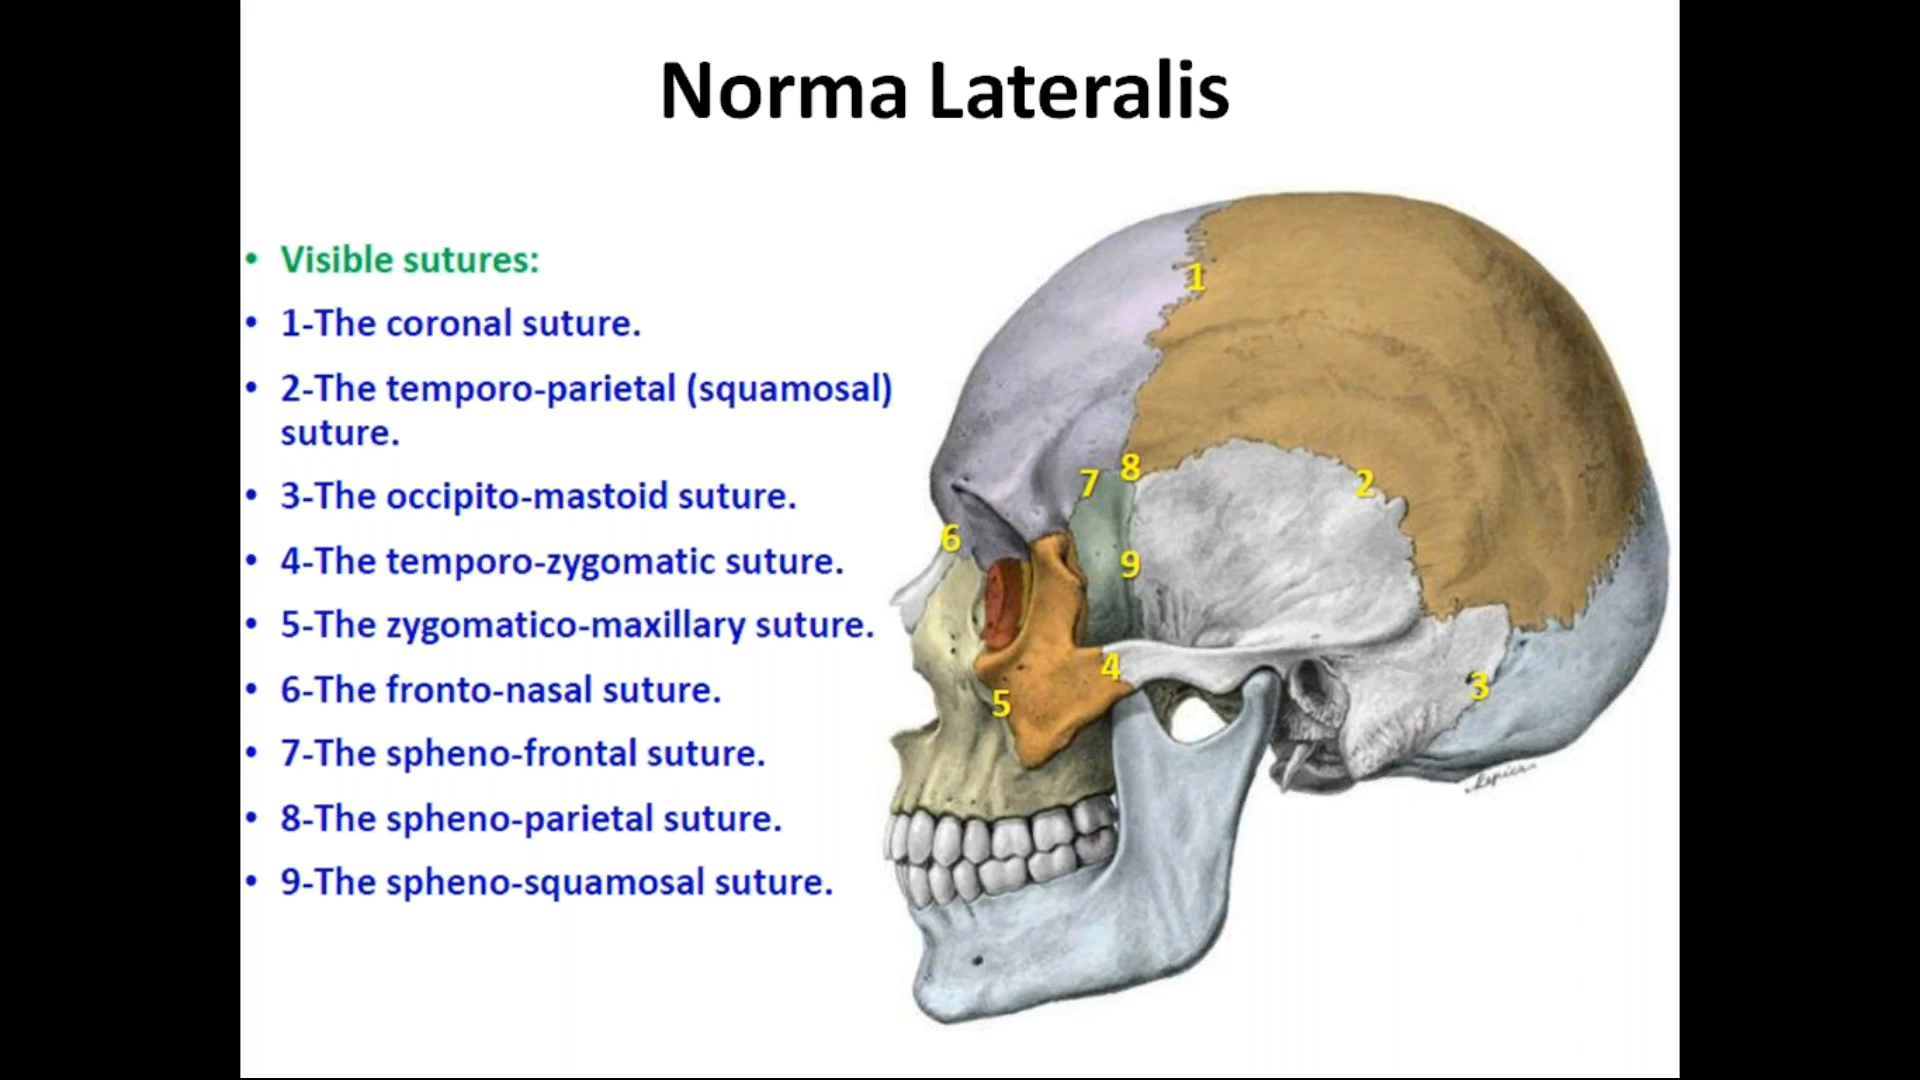 Norma Lateralis
• Visible sutures:
• 1-The coronal suture.
• 2-The temporo-parietal (squamosal)
suture.
• 3-The occipito-mastoid suture.
• 4-The temporo-zygomatic suture.
• 5-The zygomatico-maxillary suture.
• 6-The fronto-nasal suture.
• 7-The spheno-frontal suture.
• 8-The spheno-parietal suture.
• 9-The spheno-squamosal suture.
1
8
7
2
6
9
4
3
5